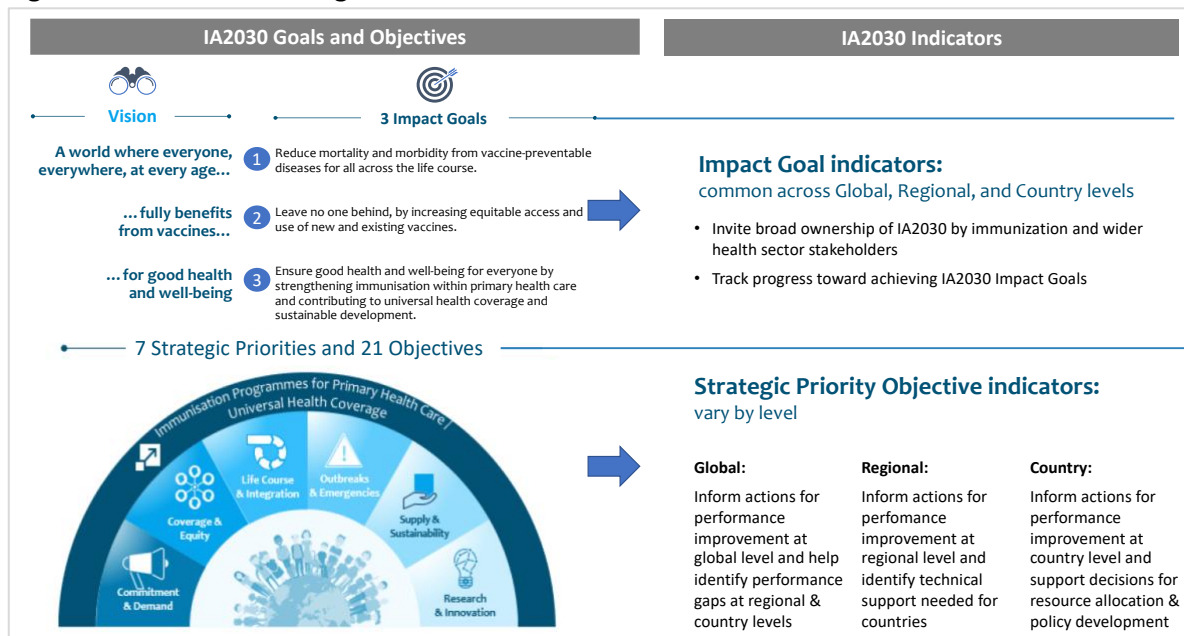 IA2030 Goals and Objectives
IA2030 Indicators
Vision
3 Impact Goals
A world where everyone,
everywhere, at every age...
1
Reduce mortality and morbidity from vaccine-preventable
diseases for all across the life course.
...fully benefits
from vaccines...
2
Leave no one behind, by increasing equitable access and
use of new and existing vaccines.
...for good health
and well-being
3
Ensure good health and well-being for everyone by
strengthening immunisation within primary health care
and contributing to universal health coverage and
sustainable development.
Impact Goal indicators:
common across Global, Regional, and Country levels
• Invite broad ownership of IA2030 by immunization and wider
health sector stakeholders
• Track progress toward achieving IA2030 Impact Goals
7 Strategic Priorities and 21 Objectives
Immunisation Programmes for Primary Health Care /
Universal Health Coverage
Commitment
& Demand
Coverage &
Equity
Life Course
& Integration
Outbreaks
& Emergencies
Supply &
Sustainability
Research
& Innovation
Strategic Priority Objective indicators:
vary by level
Global:
Inform actions for
performance
improvement at
global level and help
identify performance
gaps at regional &
country levels
Regional:
Inform actions for
perfomance
improvement at
regional level and
identify technical
support needed for
countries
Country:
Inform actions for
performance
improvement at
country level and
support decisions for
resource allocation &
policy development